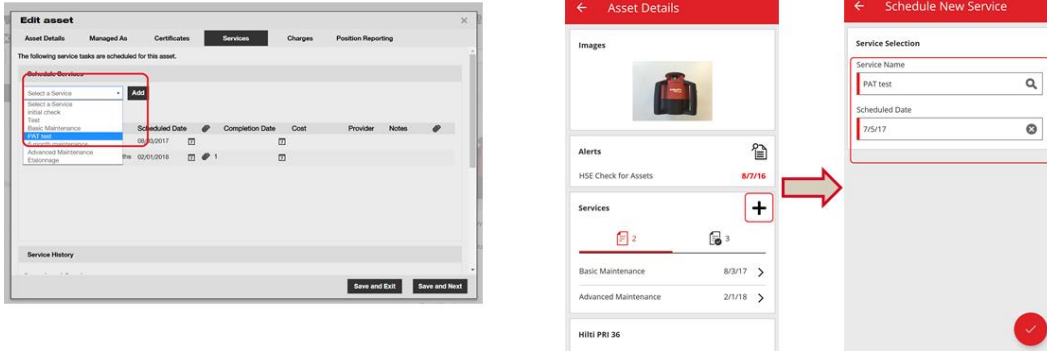 Edit asset
Asset Details Managed As Certificates Services Charges Position Reporting
The following service tasks are scheduled for this asset.
Schedule Services
Select a Service Add
Select a Service
Initial check
Test
Basic Maintenance
PAT test
6 month maintenance
Advanced Maintenance
Etalonnage
Scheduled Date Completion Date Cost Provider Notes
08/03/2017
ths 02/01/2018 1
Service History
Save and Exit Save and Next
Asset Details
Images
Alerts
HSE Check for Assets 8/7/16
Services
2 3
Basic Maintenance 8/3/17
Advanced Maintenance 2/1/18
Hilti PRI 36
Schedule New Service
Service Selection
Service Name
PAT test
Scheduled Date
7/5/17